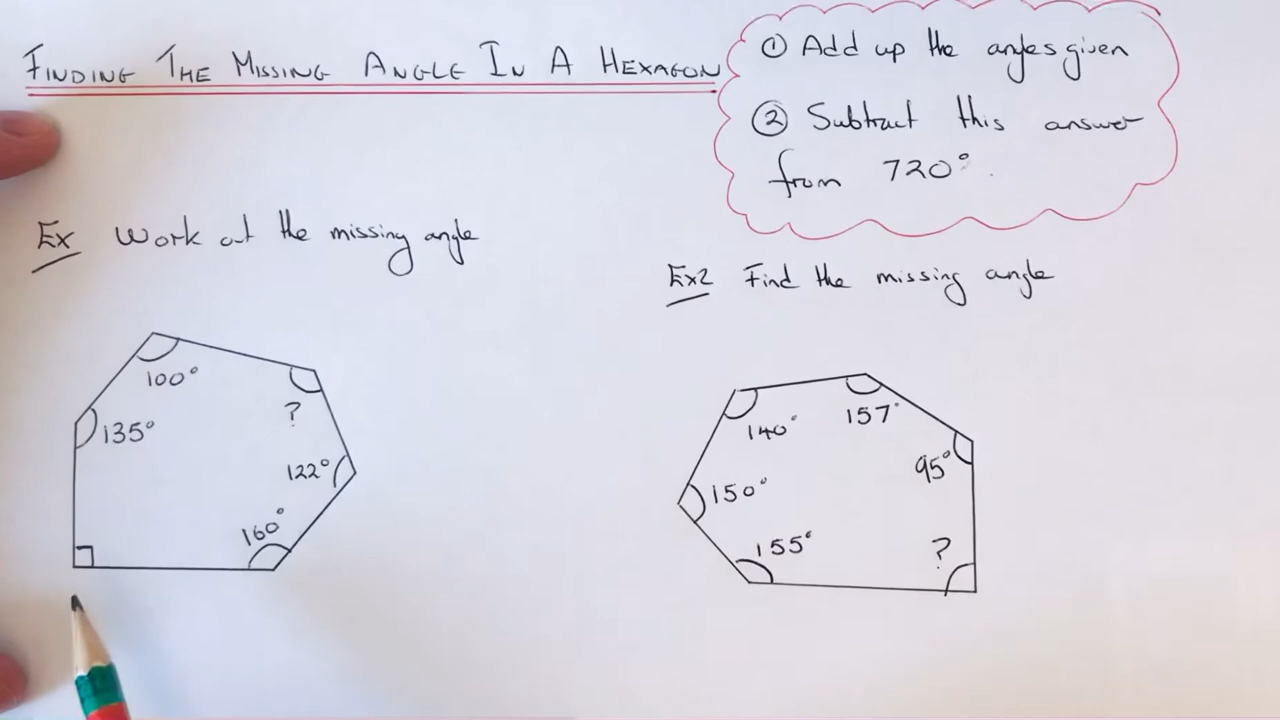 FINDING THE MISSING ANGLE IN A HEXAGON
① Add up the angles given
② Subtract this answer
from 720°.
Ex Work out the missing angle
100°
?
135°
122°
160°
Ex2 Find the missing angle
140°
157°
95°
150°
155°
?